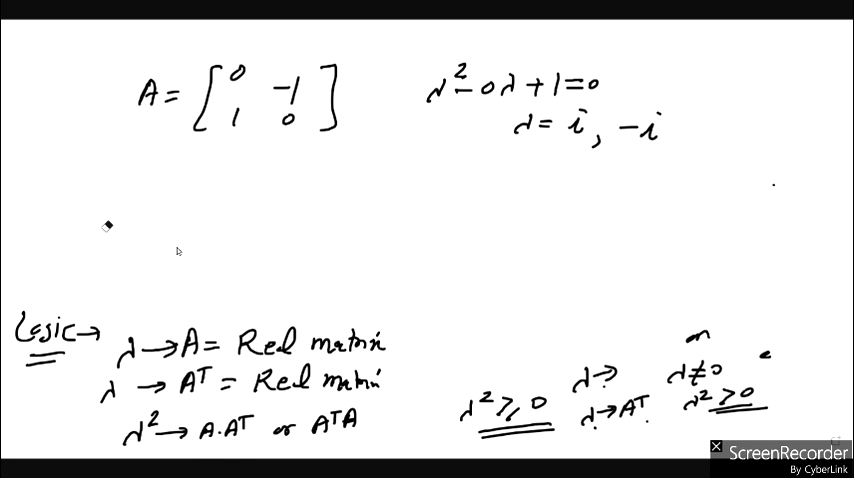 A = [ 0 -1
1 0 ]
λ² - 0λ + 1 = 0
λ = i, -i
Logic →
λ → A = Real matrix
λ → Aᵀ = Real matrix
λ² → A.Aᵀ or AᵀA
λ² ≥ 0
λ →
λ → Aᵀ.
λ ≠ 0
λ² > 0
ScreenRecorder
By CyberLink